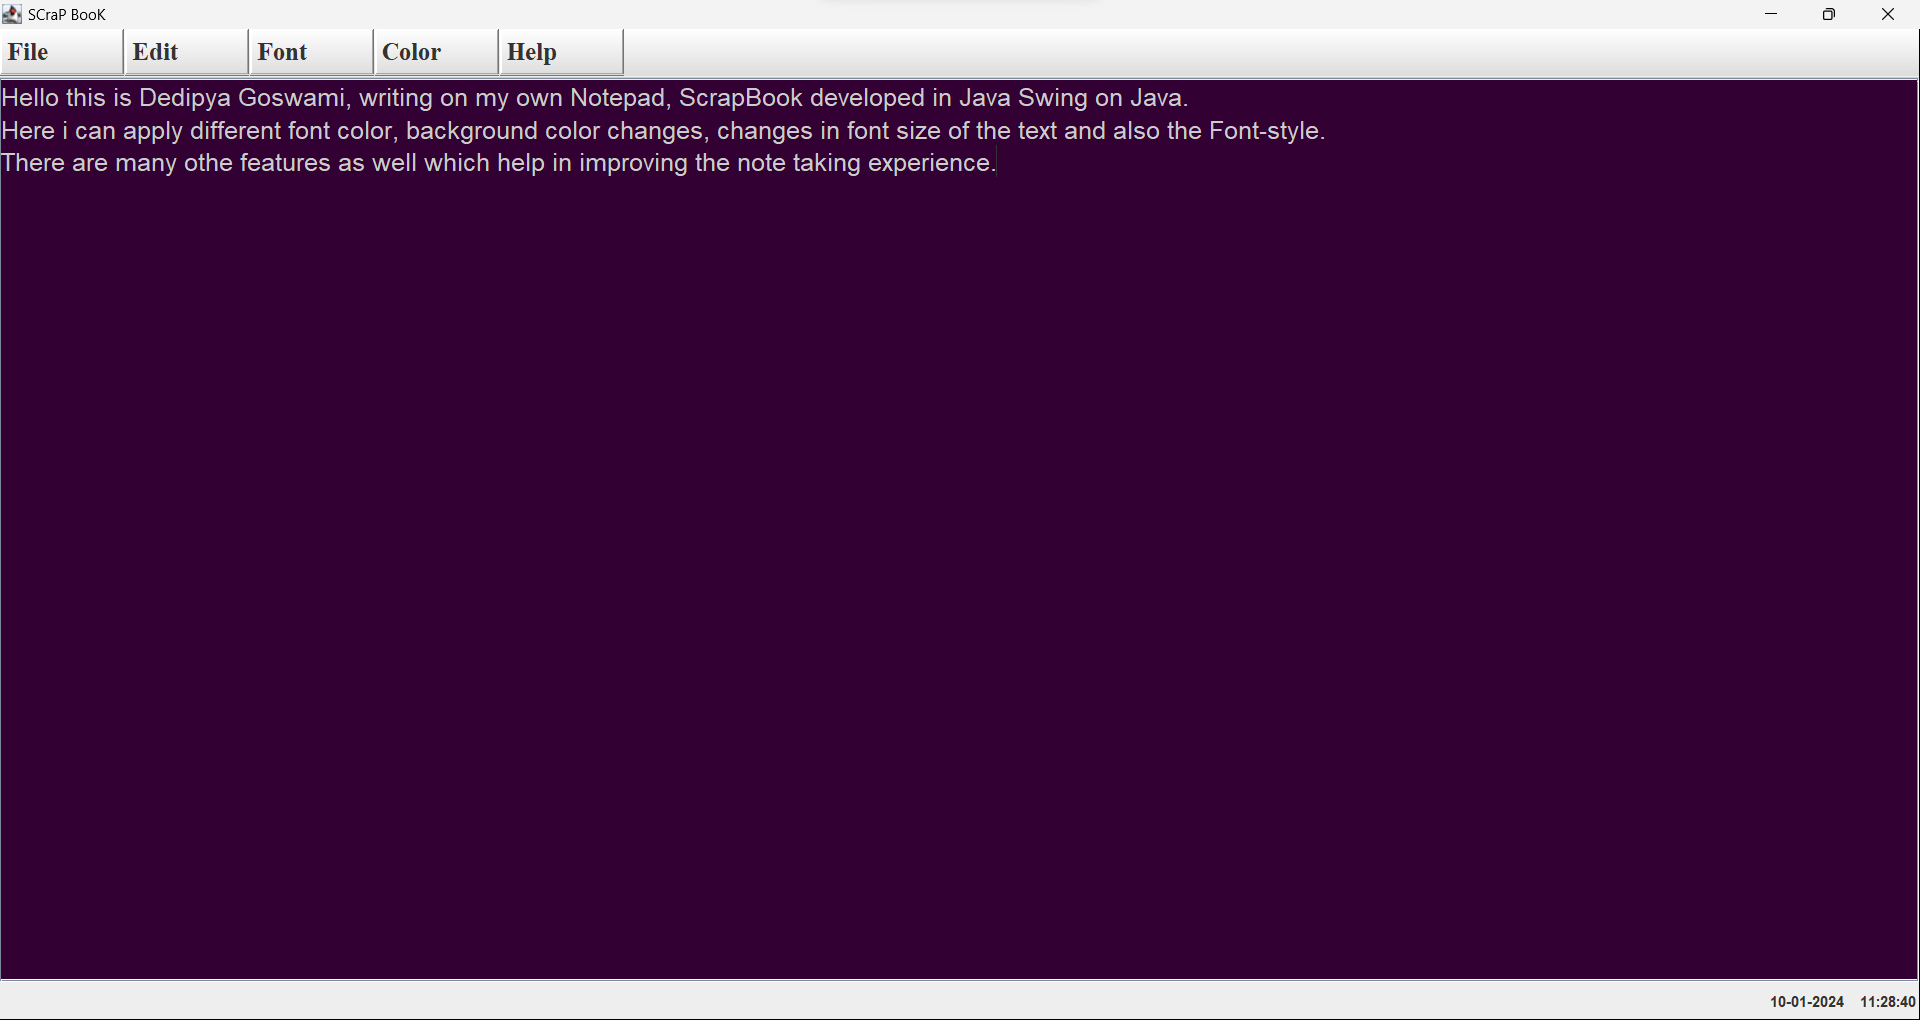 SCraP BooK
File Edit Font Color Help
Hello this is Dedipya Goswami, writing on my own Notepad, ScrapBook developed in Java Swing on Java.
Here i can apply different font color, background color changes, changes in font size of the text and also the Font-style.
There are many othe features as well which help in improving the note taking experience.
10-01-2024 11:28:40